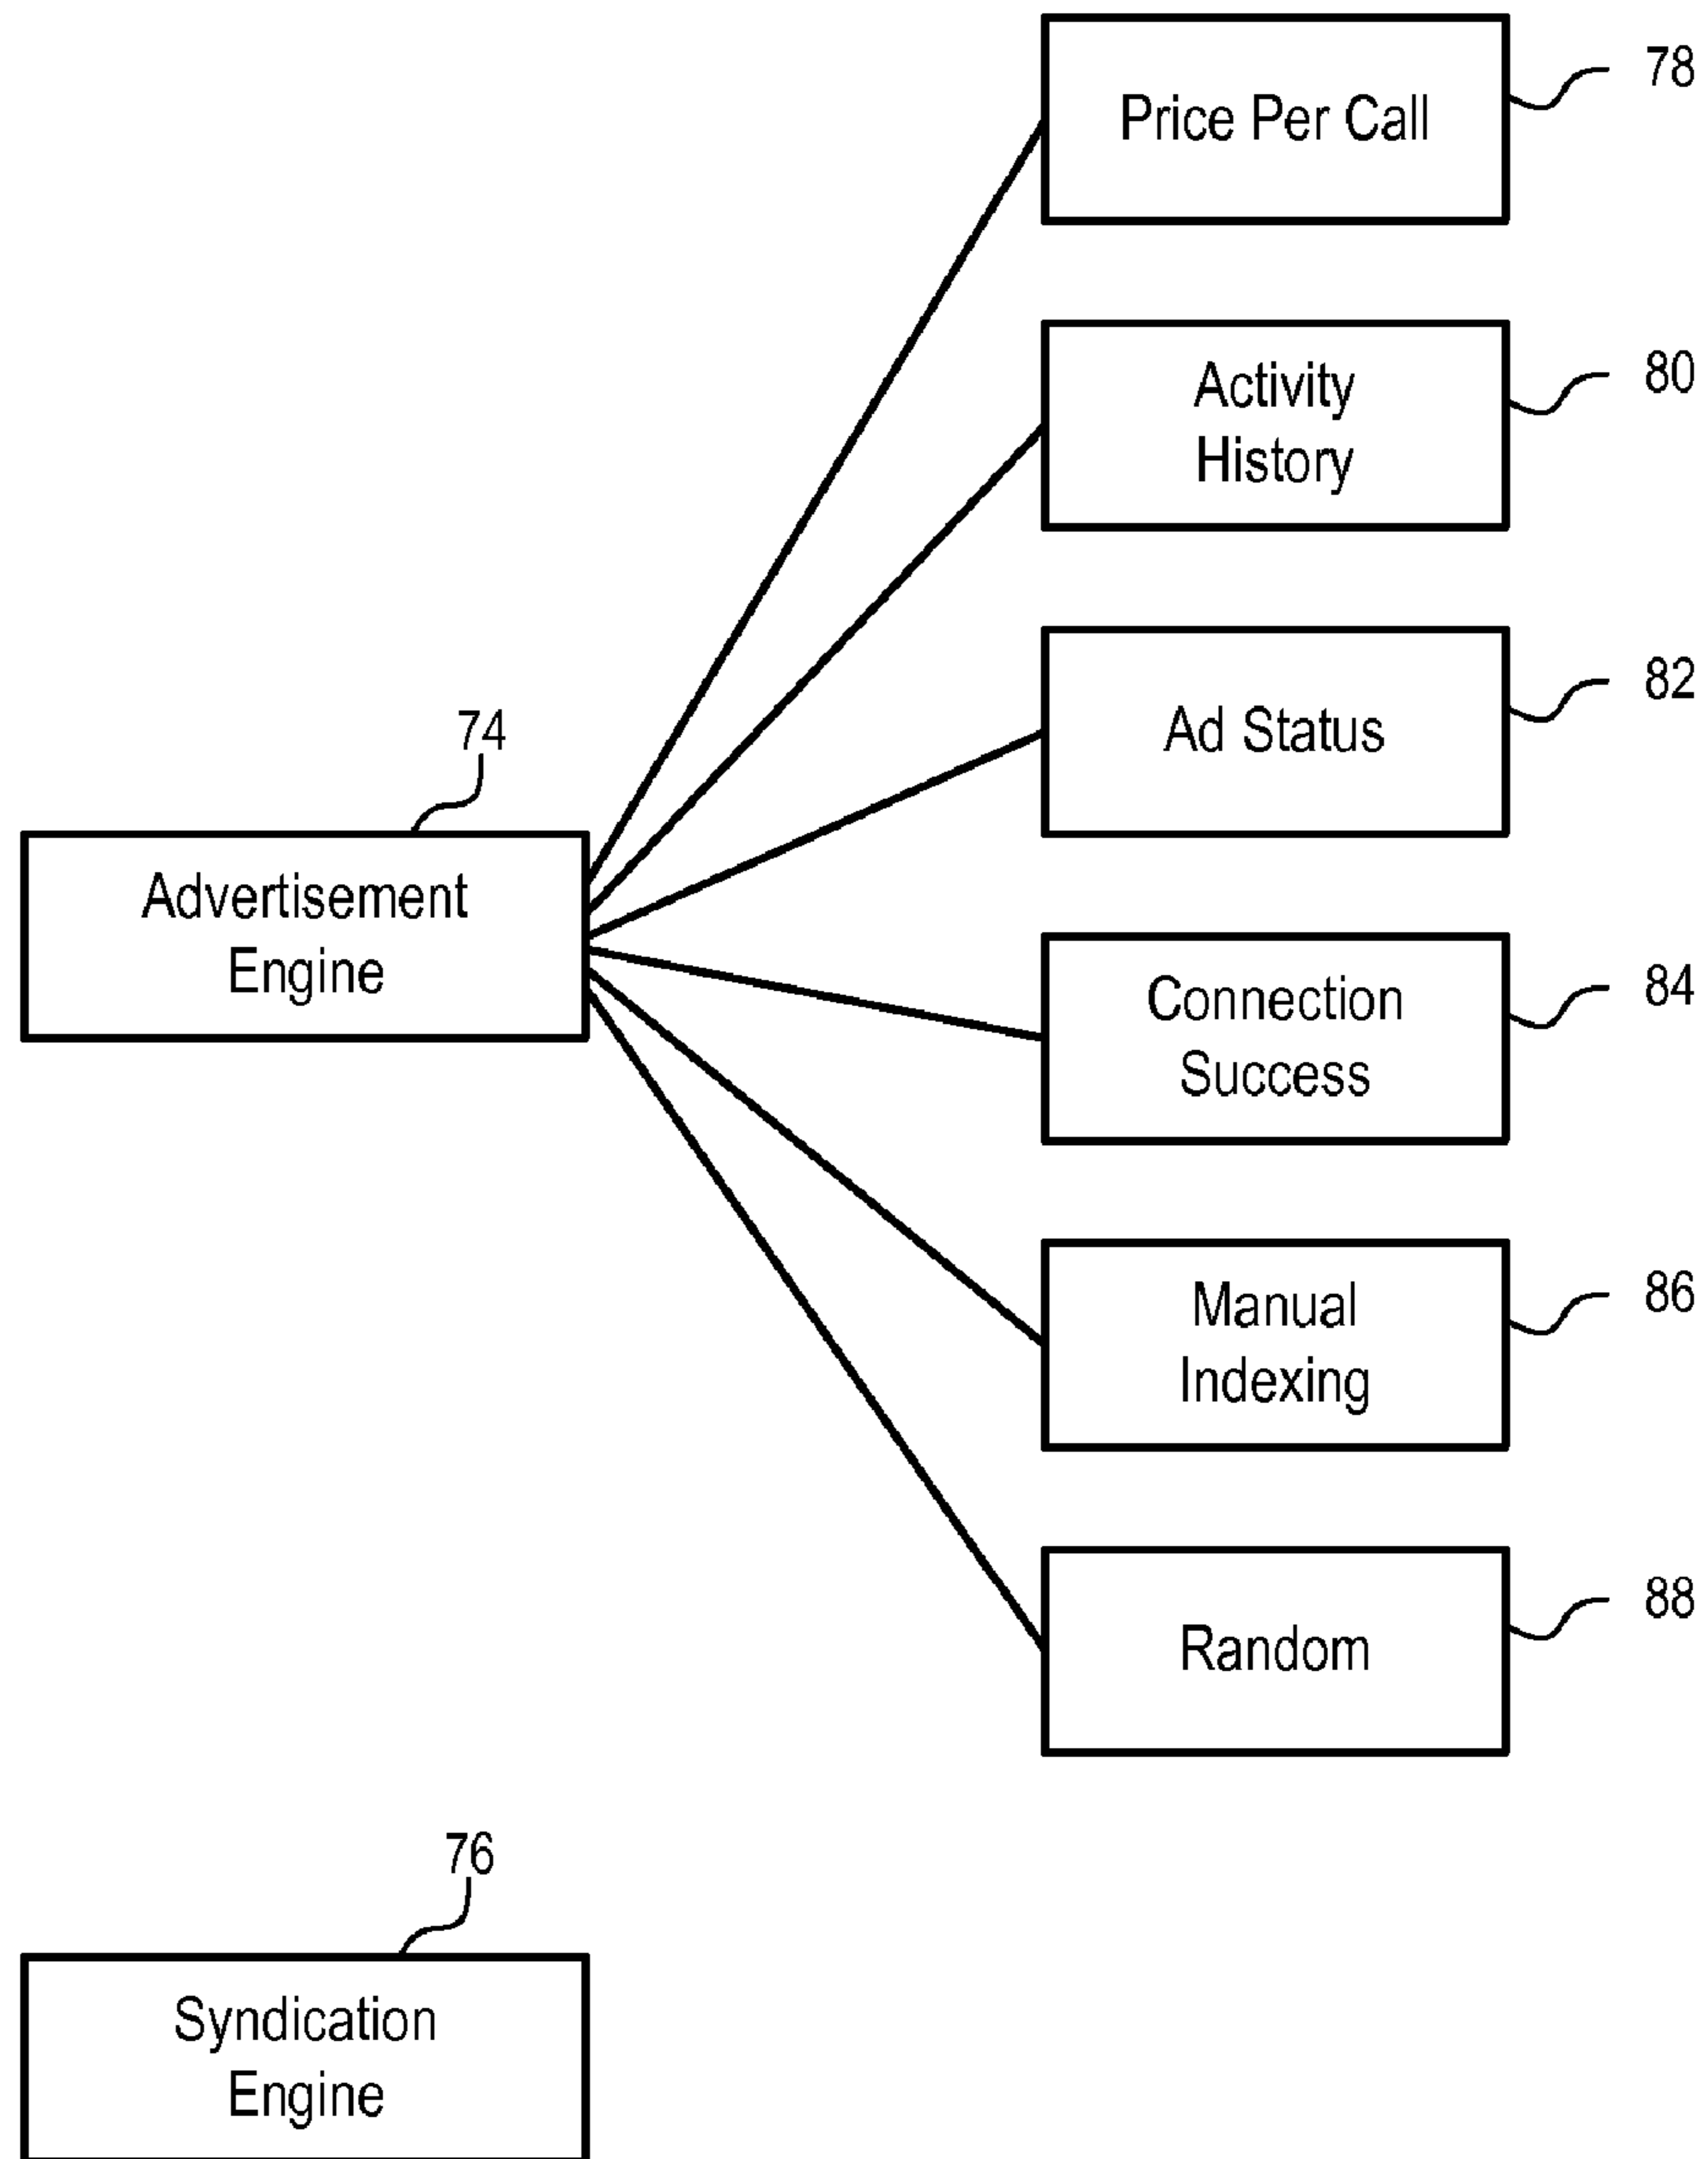 Price Per Call
78
Activity
History
80
Ad Status
82
74
Advertisement
Engine
Connection
Success
84
Manual
Indexing
86
Random
88
76
Syndication
Engine